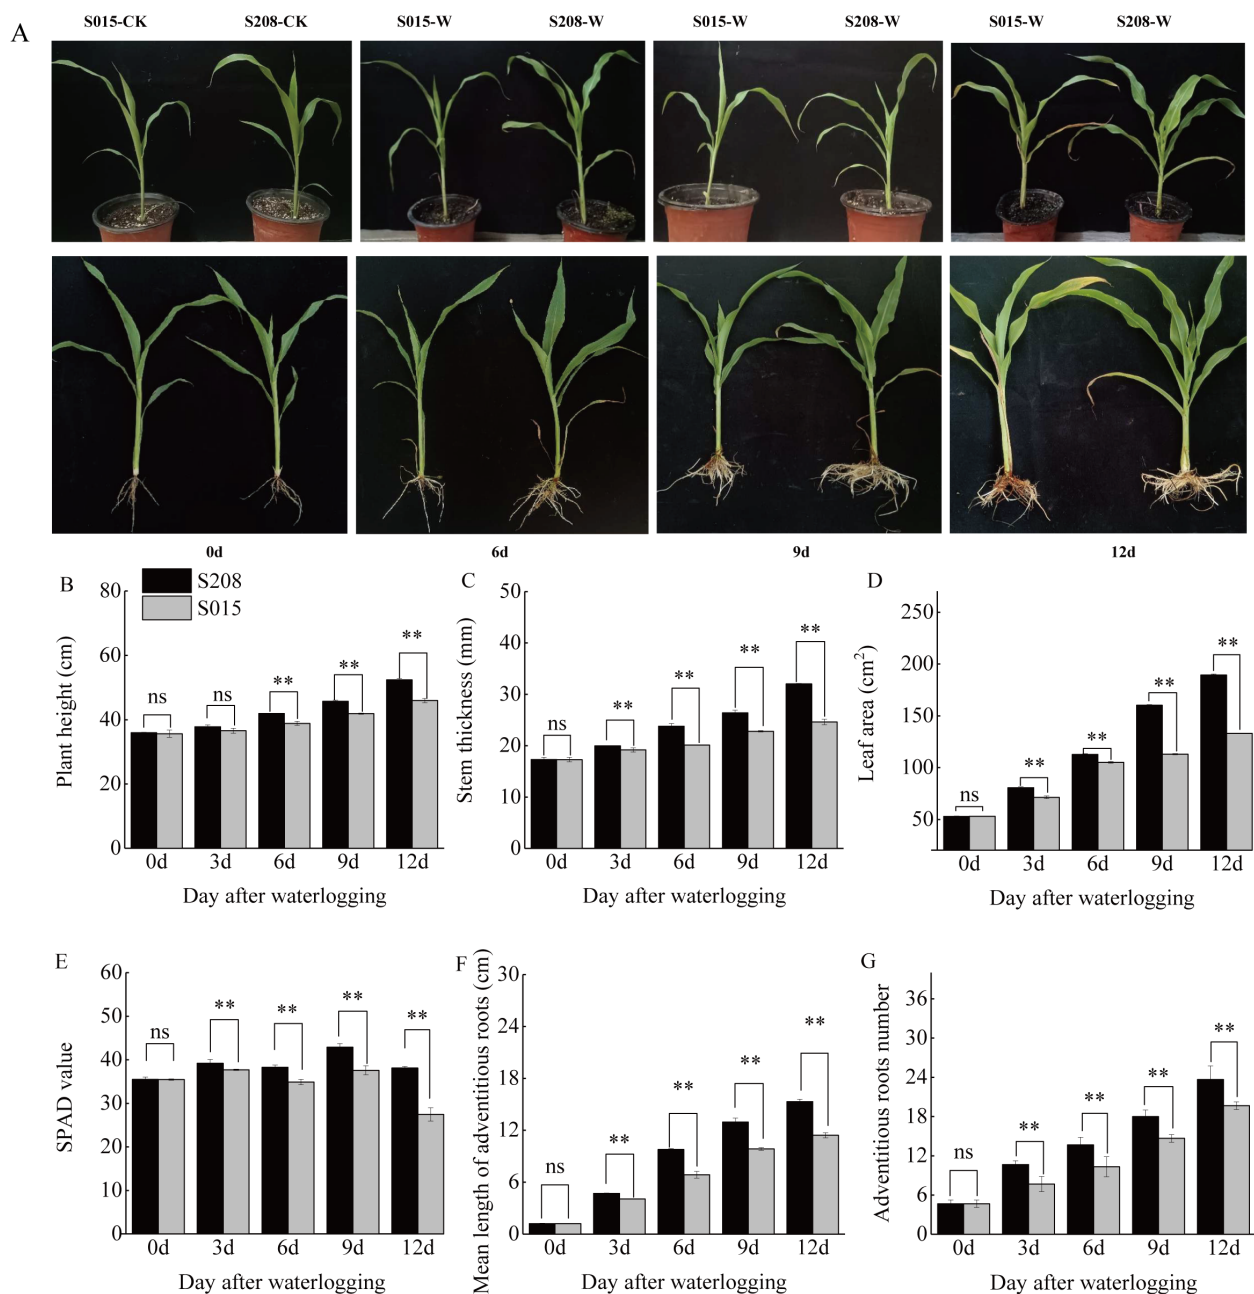 A
S015-CK S208-CK S015-W S208-W S015-W S208-W S015-W S208-W
0d 6d 9d 12d
B
S208
S015
Plant height (cm)
80
60
40
20
0
ns ns ** ** **
0d 3d 6d 9d 12d
Day after waterlogging
C
Stem thickness (mm)
50
40
30
20
10
0
ns ** ** ** **
0d 3d 6d 9d 12d
Day after waterlogging
D
Leaf area (cm²)
250
200
150
100
50
ns ** ** ** **
0d 3d 6d 9d 12d
Day after waterlogging
E
SPAD value
60
50
40
30
20
10
0
ns ** ** ** **
0d 3d 6d 9d 12d
Day after waterlogging
F
Mean length of adventitious roots (cm)
30
24
18
12
6
0
ns ** ** ** **
0d 3d 6d 9d 12d
Day after waterlogging
G
Adventitious roots number
36
30
24
18
12
6
0
ns ** ** ** **
0d 3d 6d 9d 12d
Day after waterlogging